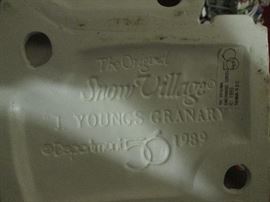 The Original
Snow Village®
J YOUNGS GRANARY
©Department 56 1989